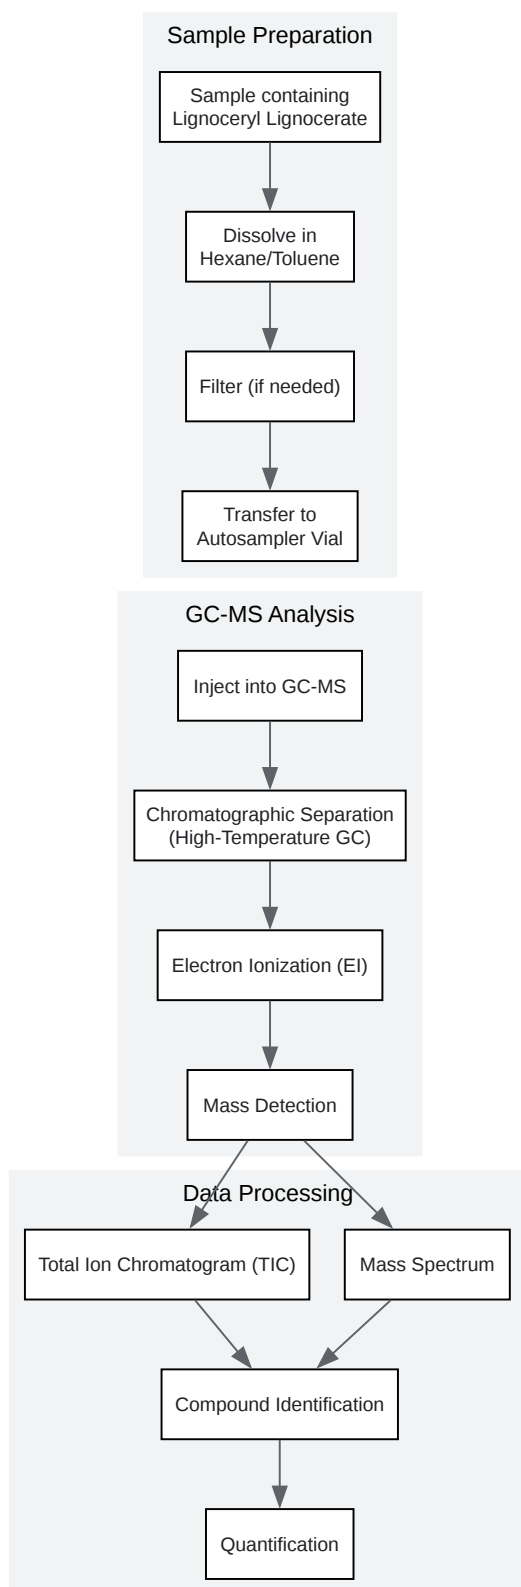 Sample Preparation
Sample containing
Lignoceryl Lignocerate
Dissolve in
Hexane/Toluene
Filter (if needed)
Transfer to
Autosampler Vial
GC-MS Analysis
Inject into GC-MS
Chromatographic Separation
(High-Temperature GC)
Electron Ionization (EI)
Mass Detection
Data Processing
Total Ion Chromatogram (TIC)
Mass Spectrum
Compound Identification
Quantification